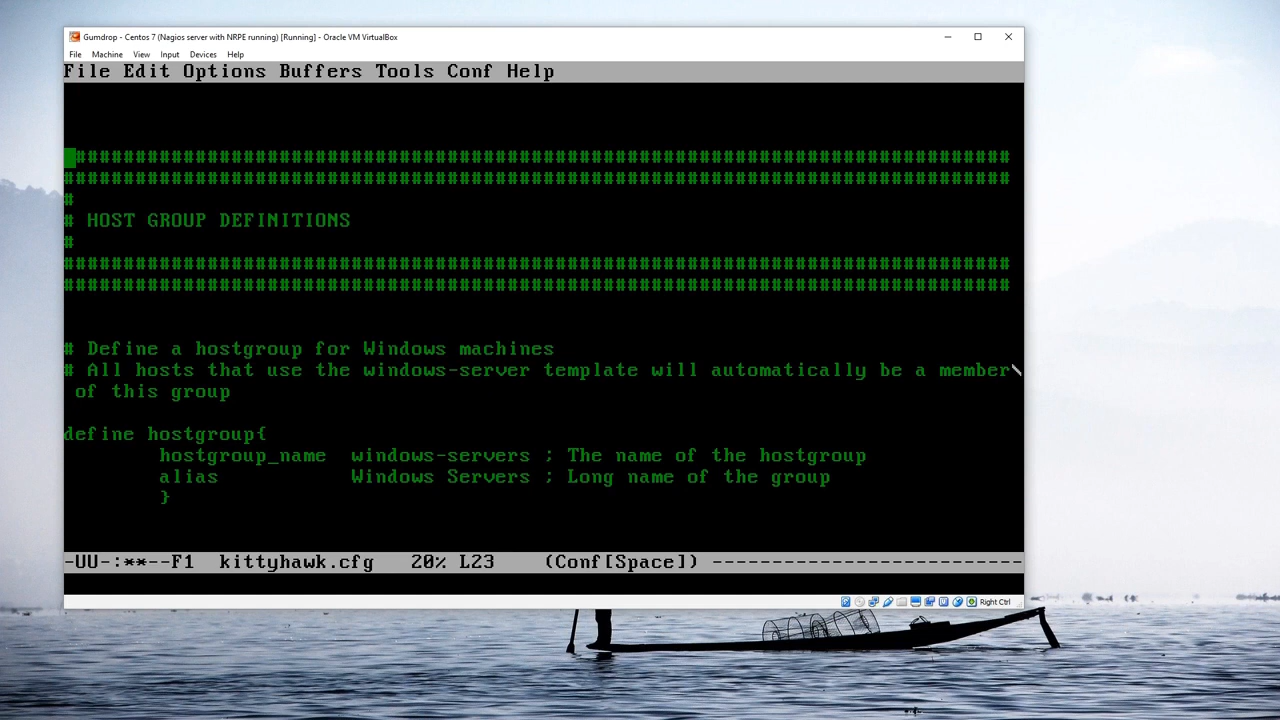 Gumdrop - Centos 7 (Nagios server with NRPE running) [Running] - Oracle VM VirtualBox
File Machine View Input Devices Help
File Edit Options Buffers Tools Conf Help
###############################################################################
###############################################################################
#
# HOST GROUP DEFINITIONS
#
###############################################################################
###############################################################################
# Define a hostgroup for Windows machines
# All hosts that use the windows-server template will automatically be a member\
of this group
define hostgroup{
hostgroup_name windows-servers ; The name of the hostgroup
alias Windows Servers ; Long name of the group
}
-UU-:**--F1 kittyhawk.cfg 20% L23 (Conf[Space]) --------------------------
Right Ctrl